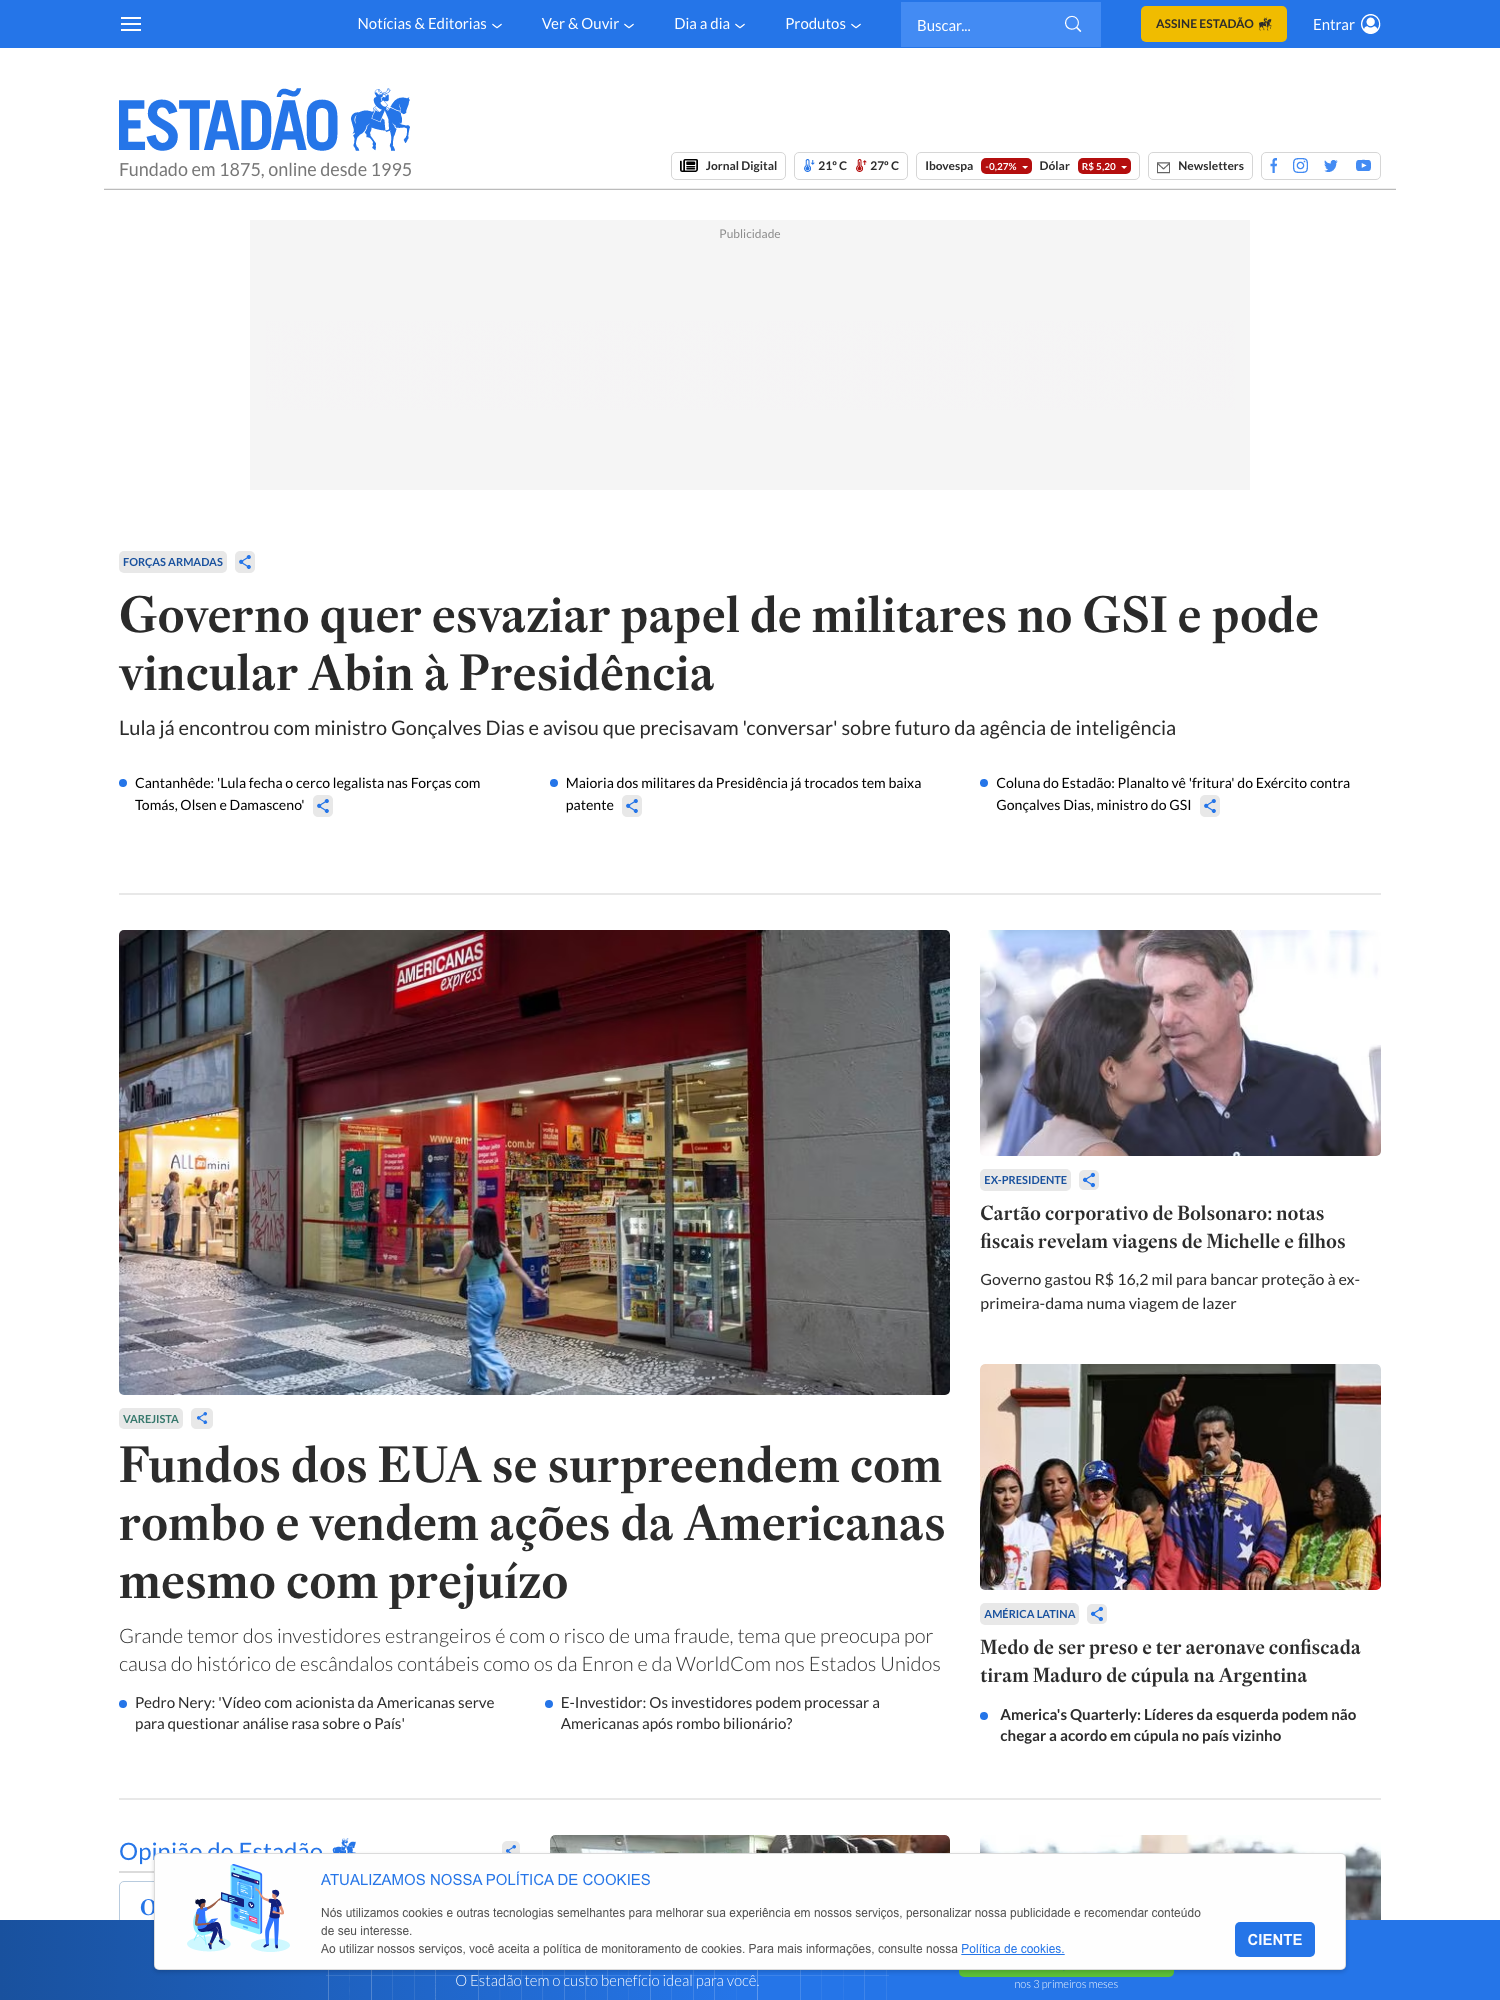 Notícias & Editorias
Ver & Ouvir
Dia a dia
Produtos
Buscar...
ASSINE ESTADÃO
Entrar
ESTADÃO
Fundado em 1875, online desde 1995
Jornal Digital
21º C
27º C
Ibovespa
-0,27%
Dólar
R$ 5,20
Newsletters
Publicidade
FORÇAS ARMADAS
Governo quer esvaziar papel de militares no GSI e pode
vincular Abin à Presidência
Lula já encontrou com ministro Gonçalves Dias e avisou que precisavam 'conversar' sobre futuro da agência de inteligência
Cantanhêde: 'Lula fecha o cerco legalista nas Forças com
Tomás, Olsen e Damasceno'
Maioria dos militares da Presidência já trocados tem baixa
patente
Coluna do Estadão: Planalto vê 'fritura' do Exército contra
Gonçalves Dias, ministro do GSI
AMERICANAS
express
ALL mini
VAREJISTA
Fundos dos EUA se surpreendem com
rombo e vendem ações da Americanas
mesmo com prejuízo
Grande temor dos investidores estrangeiros é com o risco de uma fraude, tema que preocupa por
causa do histórico de escândalos contábeis como os da Enron e da WorldCom nos Estados Unidos
Pedro Nery: 'Vídeo com acionista da Americanas serve
para questionar análise rasa sobre o País'
E-Investidor: Os investidores podem processar a
Americanas após rombo bilionário?
EX-PRESIDENTE
Cartão corporativo de Bolsonaro: notas
fiscais revelam viagens de Michelle e filhos
Governo gastou R$ 16,2 mil para bancar proteção à ex-
primeira-dama numa viagem de lazer
AMÉRICA LATINA
Medo de ser preso e ter aeronave confiscada
tiram Maduro de cúpula na Argentina
America's Quarterly: Líderes da esquerda podem não
chegar a acordo em cúpula no país vizinho
Opinião do Estadão
O
ATUALIZAMOS NOSSA POLÍTICA DE COOKIES
Nós utilizamos cookies e outras tecnologias semelhantes para melhorar sua experiência em nossos serviços, personalizar nossa publicidade e recomendar conteúdo
de seu interesse.
Ao utilizar nossos serviços, você aceita a política de monitoramento de cookies. Para mais informações, consulte nossa Política de cookies.
CIENTE
O Estadão tem o custo benefício ideal para você.
nos 3 primeiros meses